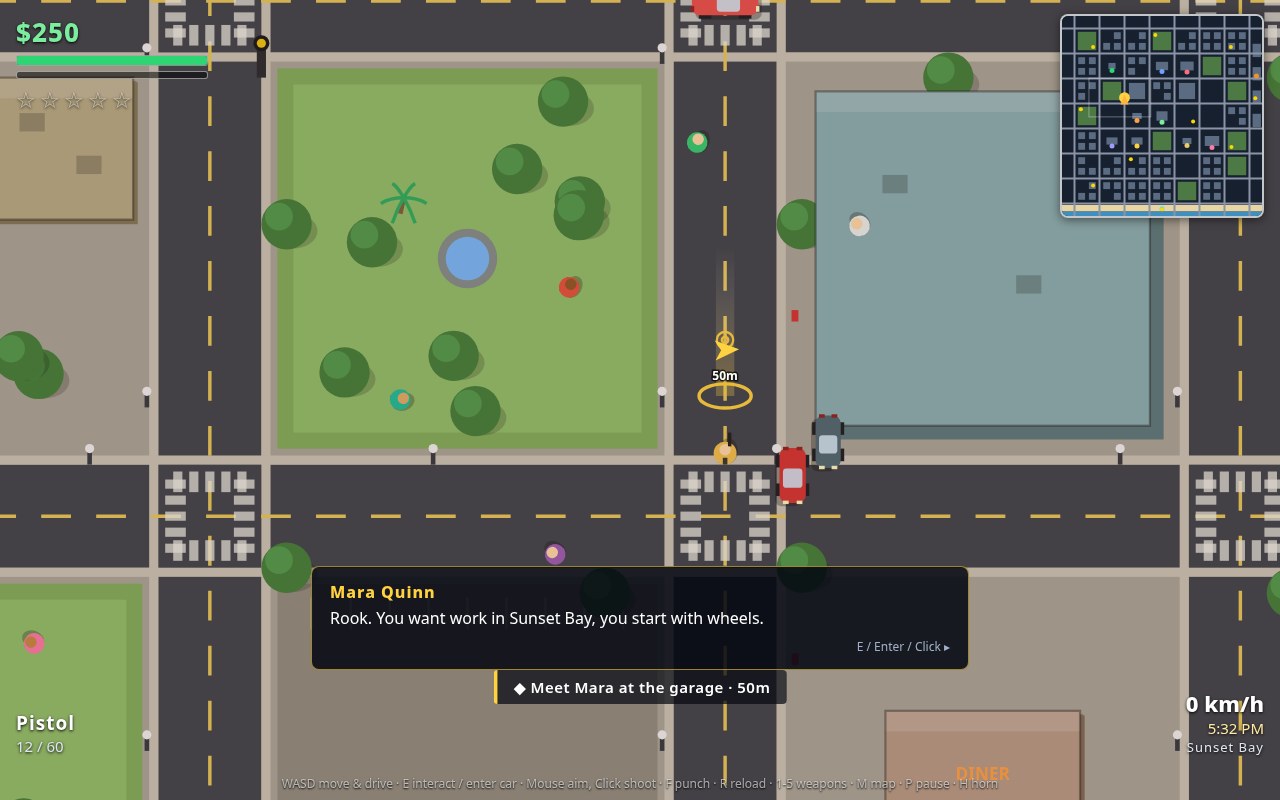 $250
50m
Mara Quinn
Rook. You want work in Sunset Bay, you start with wheels.
E / Enter / Click ▸
◆ Meet Mara at the garage · 50m
Pistol
12 / 60
0 km/h
5:32 PM
Sunset Bay
DINER
WASD move & drive · E interact / enter car · Mouse aim, Click shoot · F punch · R reload · 1-5 weapons · M map · P pause · H horn